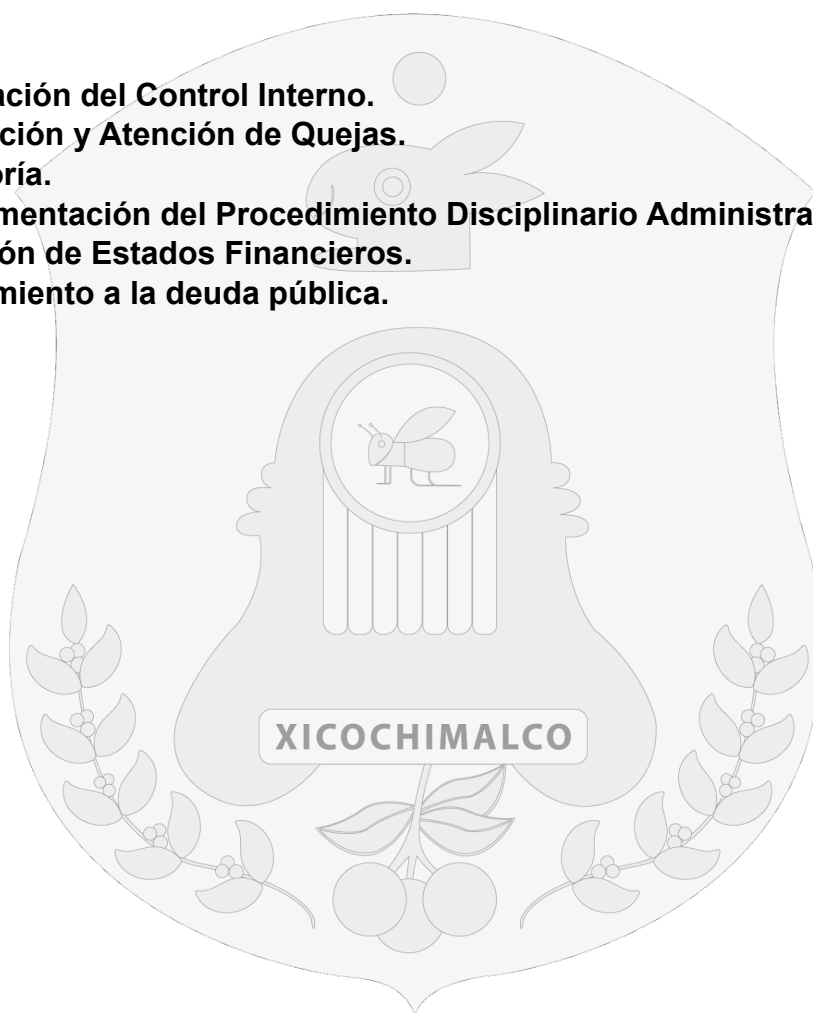 ación del Control Interno.
ción y Atención de Quejas.
oría.
mentación del Procedimiento Disciplinario Administra
ón de Estados Financieros.
miento a la deuda pública.
XICOCHIMALCO